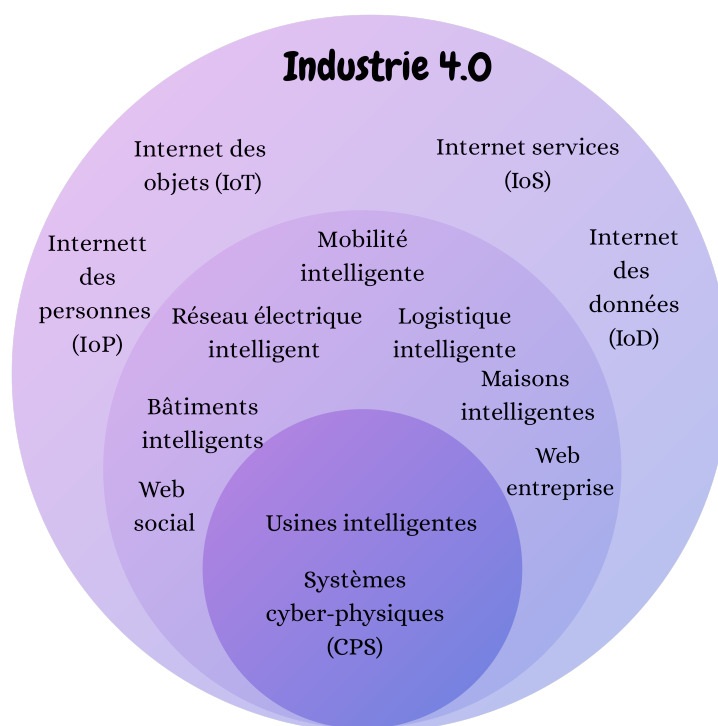 Industrie 4.0
Internet des
objets (IoT)
Internet services
(IoS)
Internett
des
personnes
(IoP)
Internet
des
données
(IoD)
Mobilité
intelligente
Réseau électrique
intelligent
Logistique
intelligente
Maisons
intelligentes
Bâtiments
intelligents
Web
entreprise
Web
social
Usines intelligentes
Systèmes
cyber-physiques
(CPS)